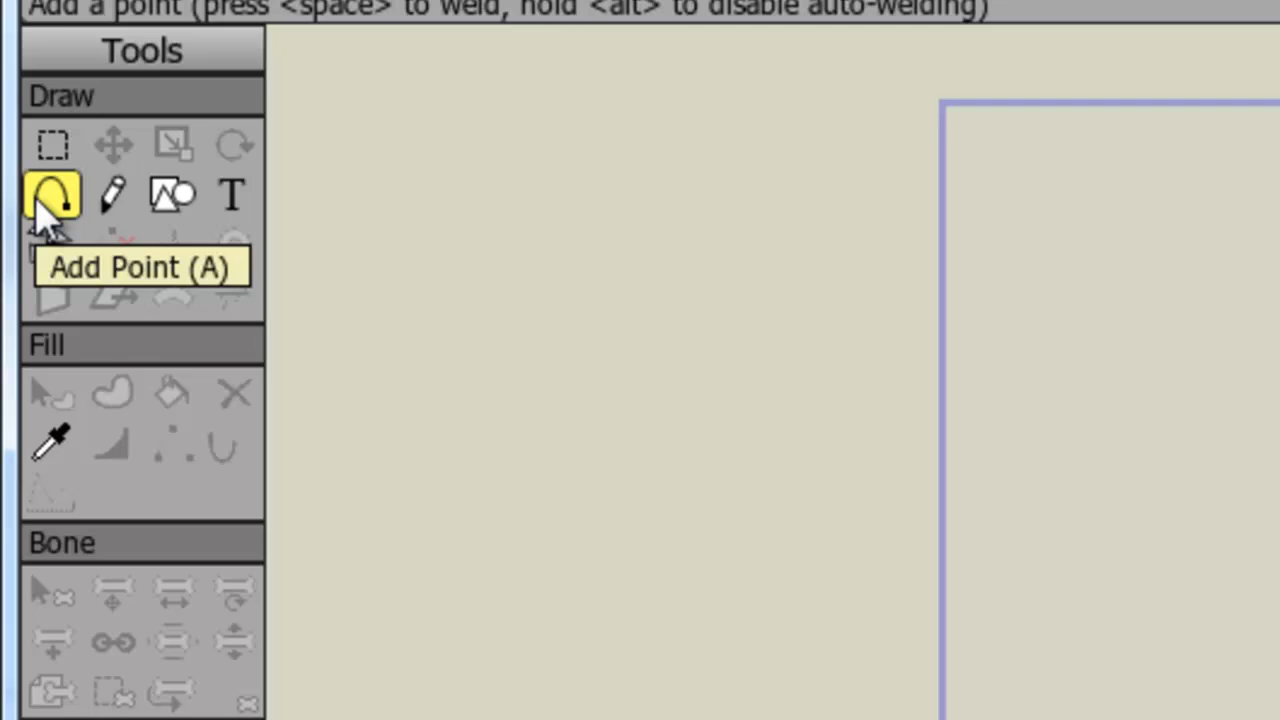 Add a point (press <space> to weld, hold <alt> to disable auto-welding)
Tools
Draw
T
Add Point (A)
Fill
Bone